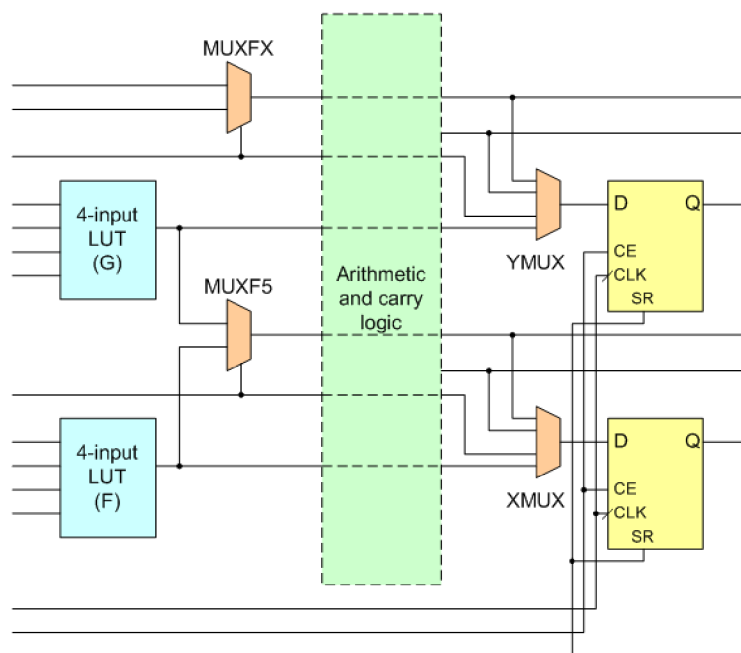 MUXFX
4-input
LUT
(G)
D
Q
CE
CLK
SR
YMUX
MUXF5
Arithmetic
and carry
logic
4-input
LUT
(F)
D
Q
CE
CLK
SR
XMUX